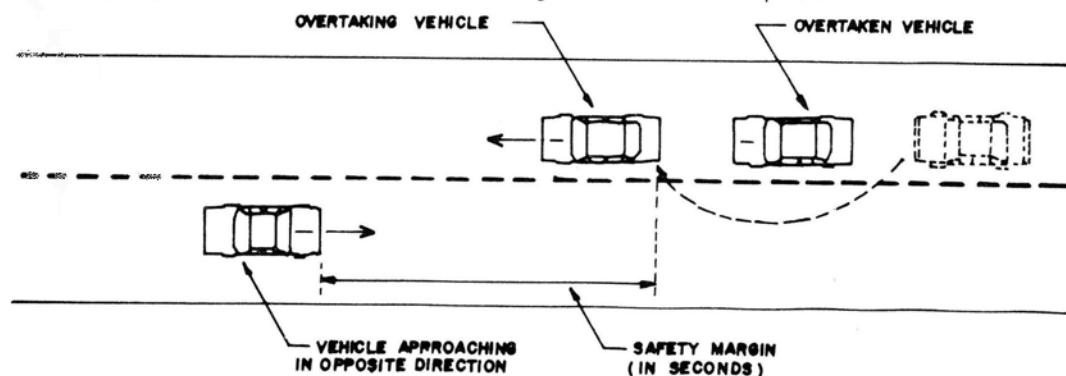 OVERTAKING VEHICLE
OVERTAKEN VEHICLE
VEHICLE APPROACHING
IN OPPOSITE DIRECTION
SAFETY MARGIN
(IN SECONDS)